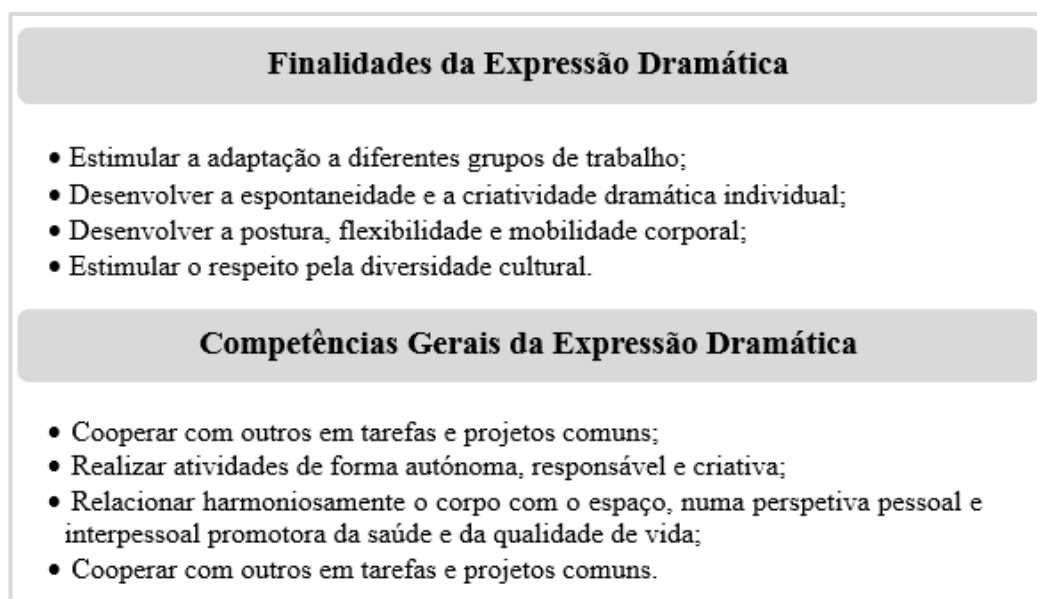 Finalidades da Expressão Dramática
• Estimular a adaptação a diferentes grupos de trabalho;
• Desenvolver a espontaneidade e a criatividade dramática individual;
• Desenvolver a postura, flexibilidade e mobilidade corporal;
• Estimular o respeito pela diversidade cultural.
Competências Gerais da Expressão Dramática
• Cooperar com outros em tarefas e projetos comuns;
• Realizar atividades de forma autónoma, responsável e criativa;
• Relacionar harmoniosamente o corpo com o espaço, numa perspetiva pessoal e
interpessoal promotora da saúde e da qualidade de vida;
• Cooperar com outros em tarefas e projetos comuns.